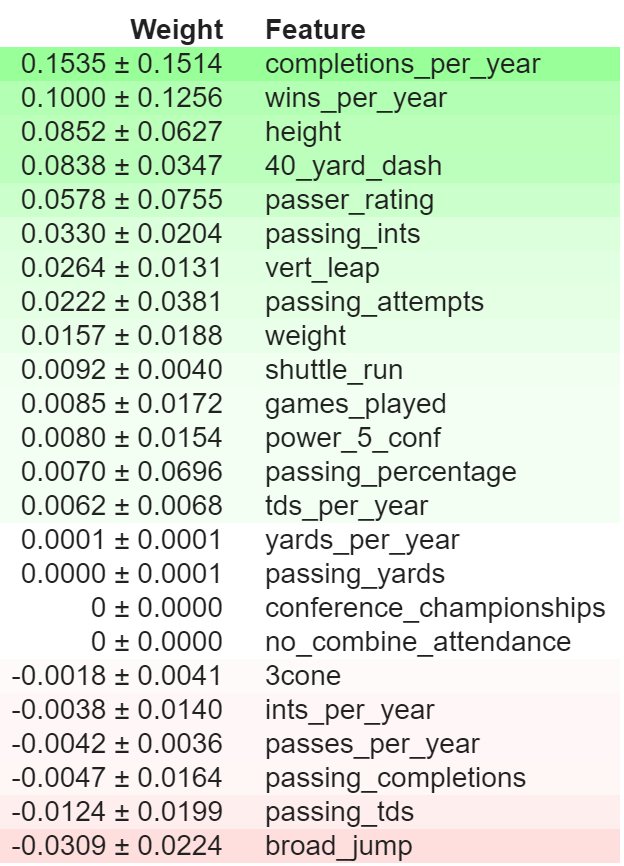 Weight Feature
0.1535 ± 0.1514 completions_per_year
0.1000 ± 0.1256 wins_per_year
0.0852 ± 0.0627 height
0.0838 ± 0.0347 40_yard_dash
0.0578 ± 0.0755 passer_rating
0.0330 ± 0.0204 passing_ints
0.0264 ± 0.0131 vert_leap
0.0222 ± 0.0381 passing_attempts
0.0157 ± 0.0188 weight
0.0092 ± 0.0040 shuttle_run
0.0085 ± 0.0172 games_played
0.0080 ± 0.0154 power_5_conf
0.0070 ± 0.0696 passing_percentage
0.0062 ± 0.0068 tds_per_year
0.0001 ± 0.0001 yards_per_year
0.0000 ± 0.0001 passing_yards
0 ± 0.0000 conference_championships
0 ± 0.0000 no_combine_attendance
-0.0018 ± 0.0041 3cone
-0.0038 ± 0.0140 ints_per_year
-0.0042 ± 0.0036 passes_per_year
-0.0047 ± 0.0164 passing_completions
-0.0124 ± 0.0199 passing_tds
-0.0309 ± 0.0224 broad_jump